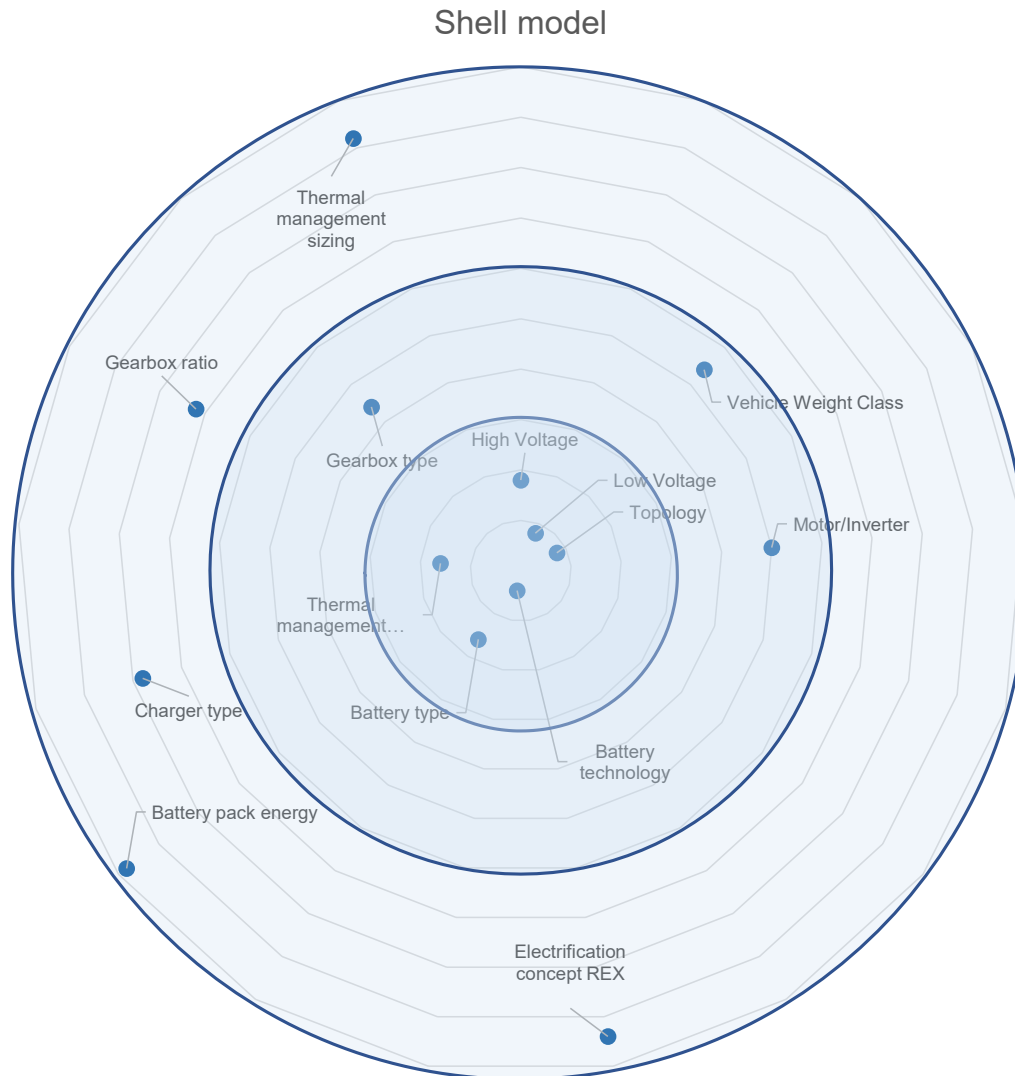 Shell model
Thermal
management
sizing
Gearbox ratio
Vehicle Weight Class
High Voltage
Gearbox type
Low Voltage
Topology
Motor/Inverter
Thermal
management…
Charger type
Battery type
Battery
technology
Battery pack energy
Electrification
concept REX